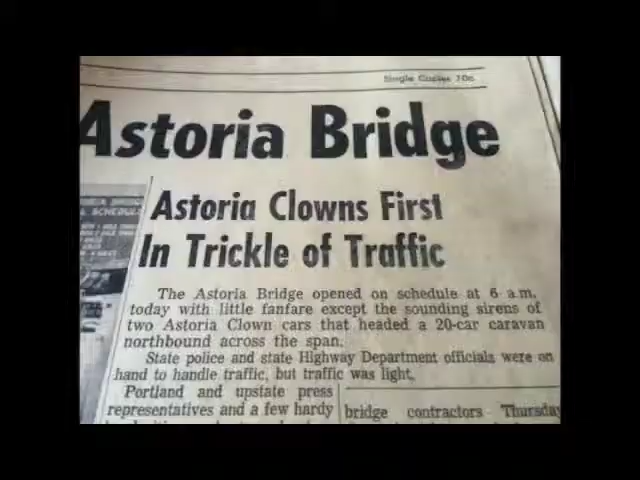 Single Copies 10c
Astoria Bridge
Astoria Clowns First
In Trickle of Traffic
The Astoria Bridge opened on schedule at 6 a.m.
today with little fanfare except the sounding sirens of
two Astoria Clown cars that headed a 20-car caravan
northbound across the span.
State police and state Highway Department officials were on
hand to handle traffic, but traffic was light.
Portland and upstate press
representatives and a few hardy
bridge contractors Thursday